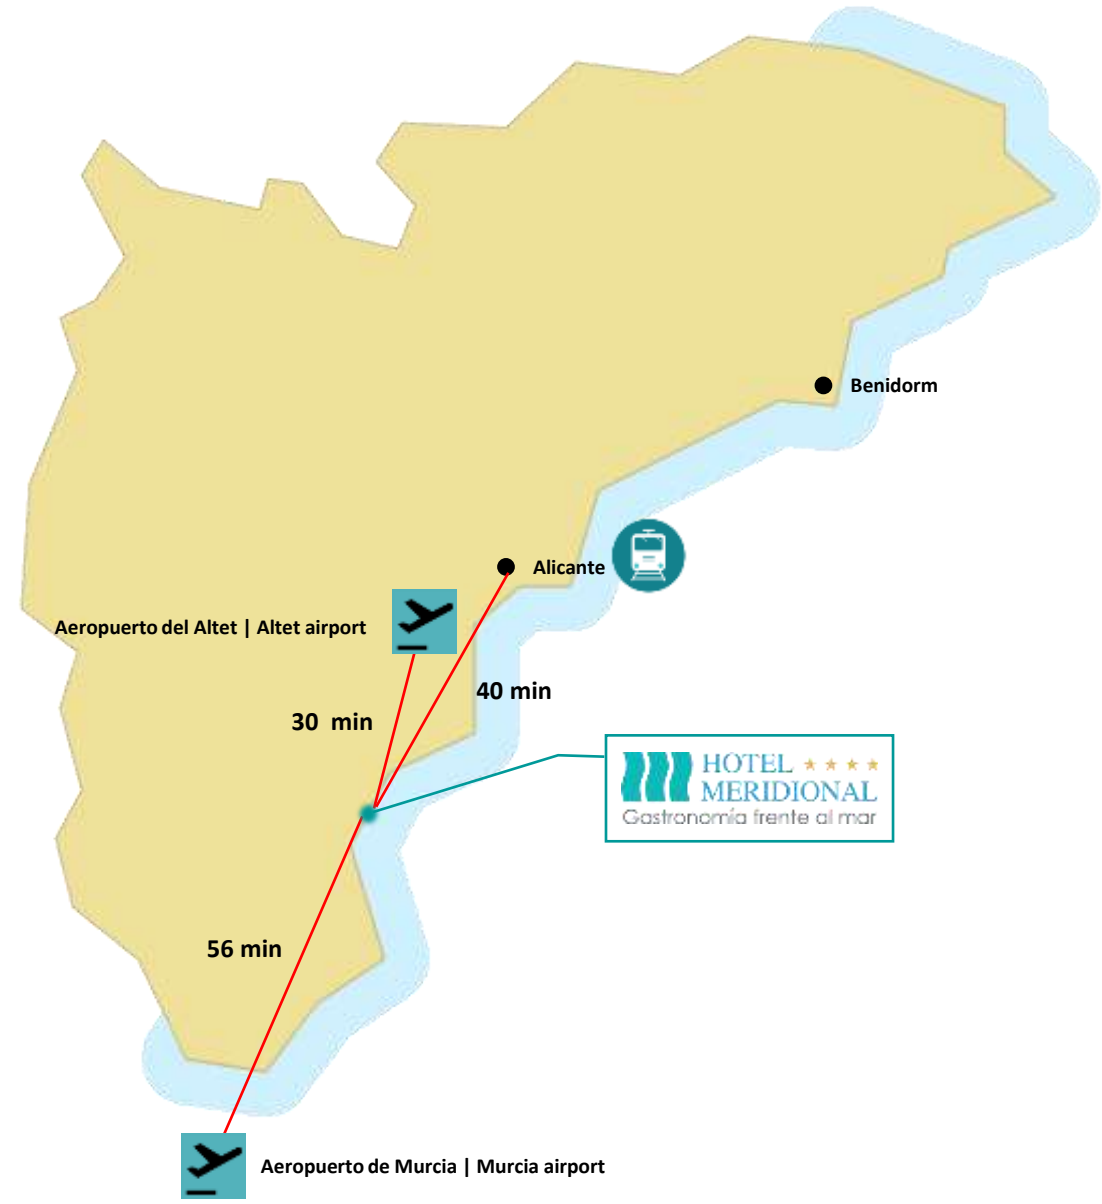 Benidorm
Alicante
Aeropuerto del Altet | Altet airport
40 min
30 min
HOTEL
MERIDIONAL
Gastronomía frente al mar
56 min
Aeropuerto de Murcia | Murcia airport